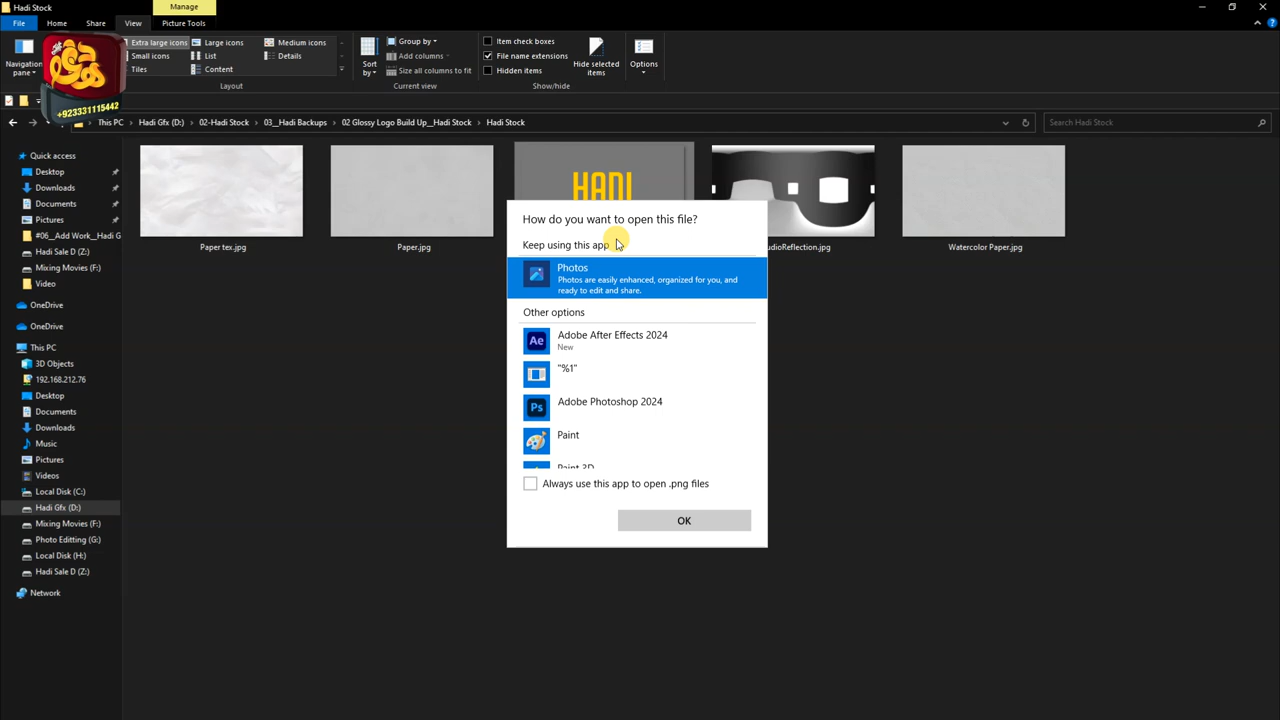 Hadi Stock
Manage
File
Home
Share
View
Picture Tools
Navigation
pane
Extra large icons
Large icons
Medium icons
Small icons
List
Details
Tiles
Content
Layout
Sort
by
Group by
Add columns
Size all columns to fit
Current view
Item check boxes
File name extensions
Hidden items
Hide selected
items
Show/hide
Options
+923331115442
This PC
Hadi Gfx (D:)
02-Hadi Stock
03__Hadi Backups
02 Glossy Logo Build Up__Hadi Stock
Hadi Stock
Search Hadi Stock
Quick access
Desktop
Downloads
Documents
Pictures
#06__Add Work__Hadi G
Hadi Sale D (Z:)
Mixing Movies (F:)
Video
OneDrive
OneDrive
This PC
3D Objects
192.168.212.76
Desktop
Documents
Downloads
Music
Pictures
Videos
Local Disk (C:)
Hadi Gfx (D:)
Mixing Movies (F:)
Photo Editting (G:)
Local Disk (H:)
Hadi Sale D (Z:)
Network
HADI
Paper tex.jpg
Paper.jpg
udioReflection.jpg
Watercolor Paper.jpg
How do you want to open this file?
Keep using this app
Photos
Photos are easily enhanced, organized for you, and
ready to edit and share.
Other options
Adobe After Effects 2024
New
"%1"
Adobe Photoshop 2024
Paint
Paint 3D
Always use this app to open .png files
OK
Ae
Ps